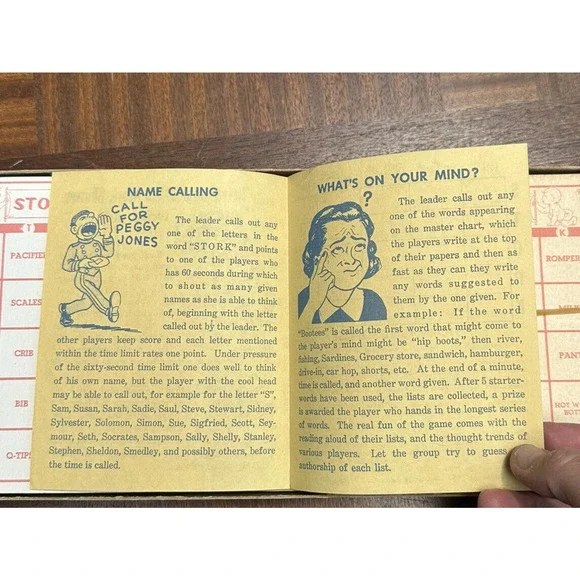 STO
I
PACIFIE
SCALES
CRIB
BIB
Q-TIPS
NAME CALLING
CALL
FOR
PEGGY
JONES
The leader calls out any
one of the letters in the
word "STORK" and points
to one of the players who
has 60 seconds during which
to shout as many given
names as she is able to think
of, beginning with the letter
called out by the leader. The
other players keep score and each letter mentioned
within the time limit rates one point. Under pressure
of the sixty-second time limit one does well to think
of his own name, but the player with the cool head
may be able to call out, for example for the letter "S",
Sam, Susan, Sarah, Sadie, Saul, Steve, Stewart, Sidney,
Sylvester, Solomon, Simon, Sue, Sigfried, Scott, Sey-
mour, Seth, Socrates, Sampson, Sally, Shelly, Stanley,
Stephen, Sheldon, Smedley, and possibly others, before
the time is called.
WHAT'S ON YOUR MIND?
?
The leader calls out any
one of the words appearing
on the master chart, which
the players write at the top
of their papers and then as
fast as they can they write
any words suggested to
them by the one given. For
example: If the word
"Bootees" is called the first word that might come to
the player's mind might be "hip boots," then river,
fishing, Sardines, Grocery store, sandwich, hamburger,
drive-in, car hop, shorts, etc. At the end of a minute,
time is called, and another word given. After 5 starter-
words have been used, the lists are collected, a prize
is awarded the player who hands in the longest series
of words. The real fun of the game comes with the
reading aloud of their lists, and the thought trends of
various players. Let the group try to guess
authorship of each list.
K
ROMPER
PAN
HOT W
BOT